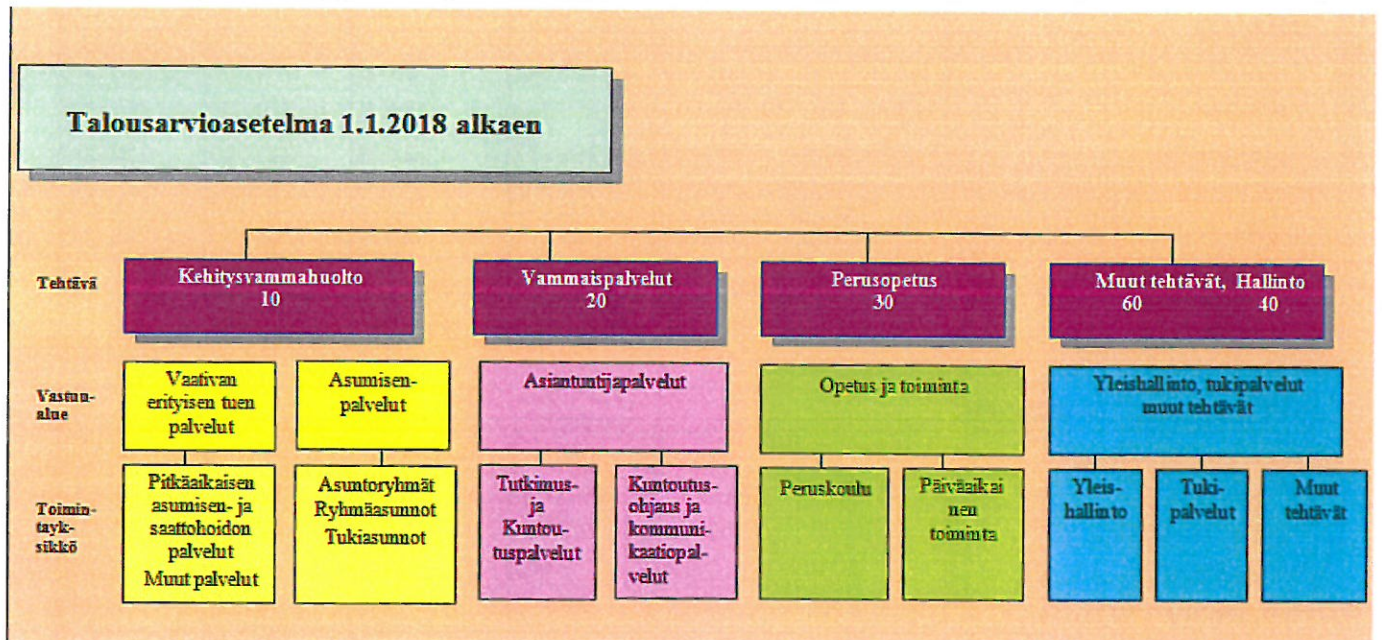 Talousarvioasetelma 1.1.2018 alkaen
Tehtävä
Kehitysvammahuolto
10
Vammaispalvelut
20
Perusopetus
30
Muut tehtävät, Hallinto
60 40
Vastuu-
alue
Vaativan
erityisen tuen
palvelut
Asumisen-
palvelut
Asiantuntijapalvelut
Opetus ja toiminta
Yleishallinto, tukipalvelut
muut tehtävät
Toimin-
tayk-
sikkö
Pitkäaikaisen
asumisen- ja
saattohoidon
palvelut
Muut palvelut
Asuntoryhmät
Ryhmäasunnot
Tukiasunnot
Tutkimus-
ja
Kuntou-
tuspalvelut
Kuntoutus-
ohjaus ja
kommuni-
kaatiopal-
velut
Peruskoulu
Päiväaikai
nen
toiminta
Yleis-
hallinto
Tuki-
palvelut
Muut
tehtävät